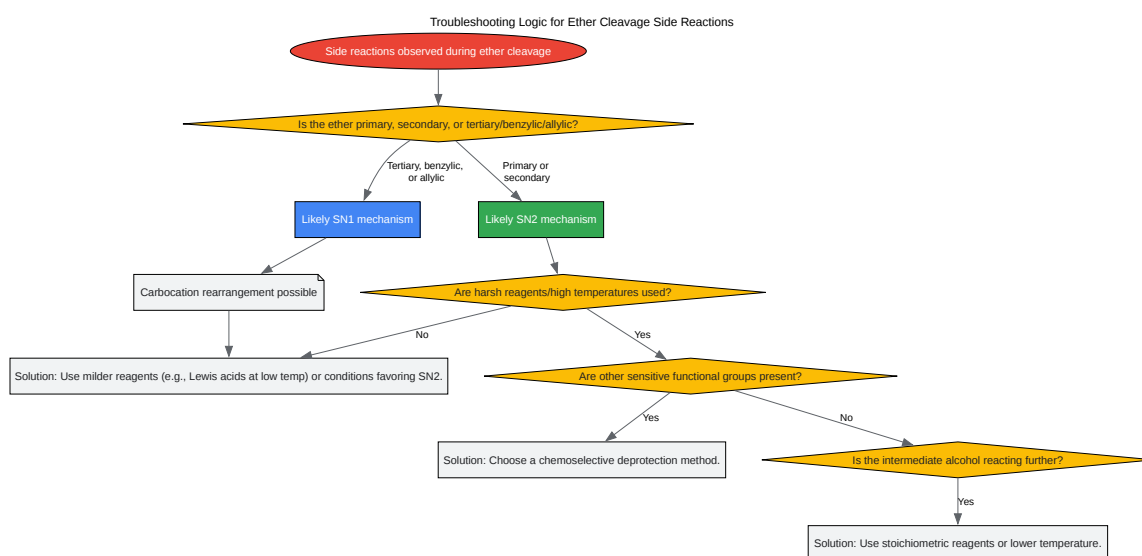 Troubleshooting Logic for Ether Cleavage Side Reactions
Side reactions observed during ether cleavage
Is the ether primary, secondary, or tertiary/benzylic/allylic?
Tertiary, benzylic,
or allylic
Primary or
secondary
Likely SN1 mechanism
Likely SN2 mechanism
Carbocation rearrangement possible
Are harsh reagents/high temperatures used?
No
Yes
Solution: Use milder reagents (e.g., Lewis acids at low temp) or conditions favoring SN2.
Are other sensitive functional groups present?
Yes
No
Solution: Choose a chemoselective deprotection method.
Is the intermediate alcohol reacting further?
Yes
Solution: Use stoichiometric reagents or lower temperature.